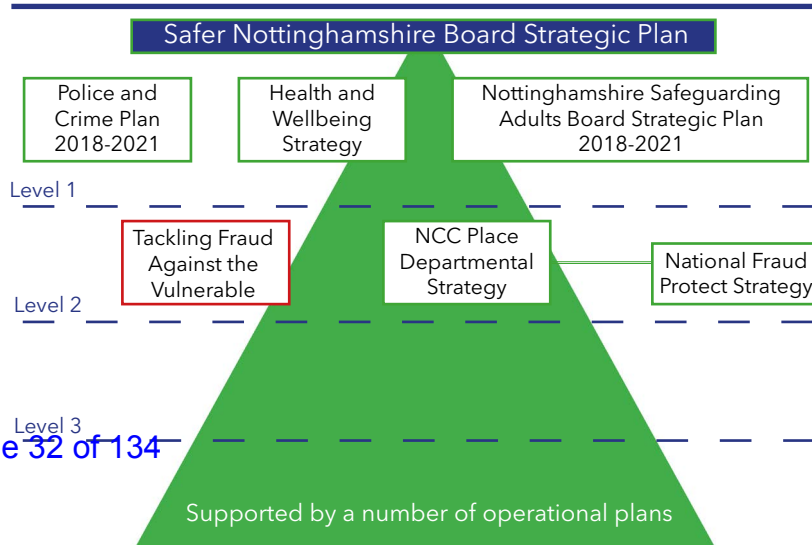 Safer Nottinghamshire Board Strategic Plan
Police and
Crime Plan
2018-2021
Health and
Wellbeing
Strategy
Nottinghamshire Safeguarding
Adults Board Strategic Plan
2018-2021
Level 1
Tackling Fraud
Against the
Vulnerable
NCC Place
Departmental
Strategy
National Fraud
Protect Strategy
Level 2
Level 3
e 32 of 134
Supported by a number of operational plans